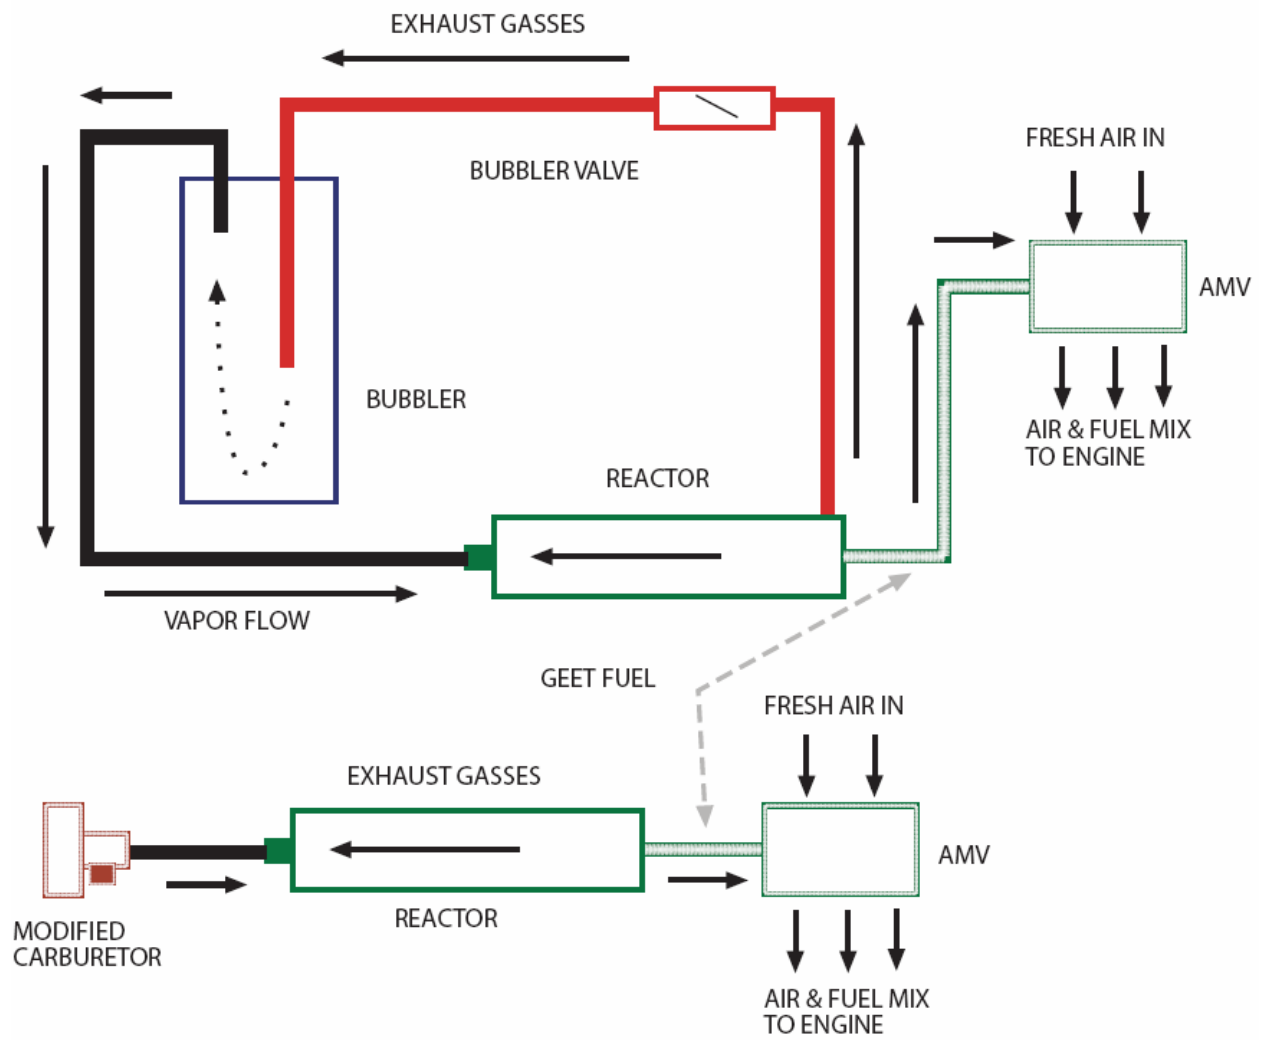 EXHAUST GASSES
BUBBLER VALVE
FRESH AIR IN
AMV
BUBBLER
AIR & FUEL MIX
TO ENGINE
REACTOR
VAPOR FLOW
GEET FUEL
FRESH AIR IN
EXHAUST GASSES
AMV
REACTOR
MODIFIED
CARBURETOR
AIR & FUEL MIX
TO ENGINE